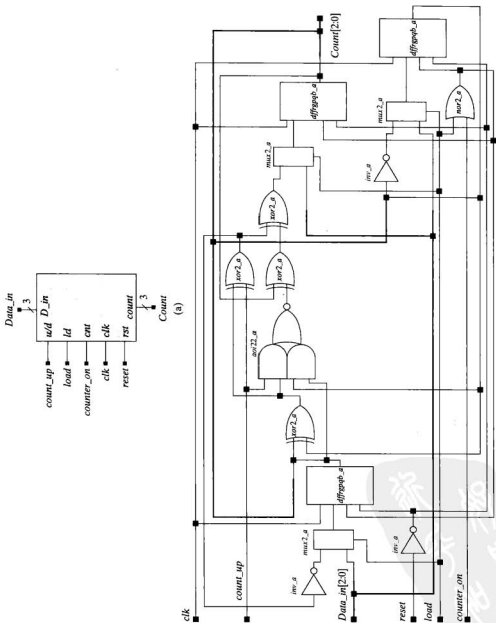 Data_in
3
D_in
u/d
ld
cnt
clk
rst
count
count_up
load
counter_on
clk
reset
3
Count
(a)
clk
count_up
Data_in[2:0]
reset
load
counter_on
inv_a
mux2_a
inv_a
dffrgpqb_a
xor2_a
aoi22_a
xor2_a
xor2_a
xor2_a
mux2_a
dffrgpqb_a
Count[2:0]
inv_a
mux2_a
nor2_a
dffrgpqb_a